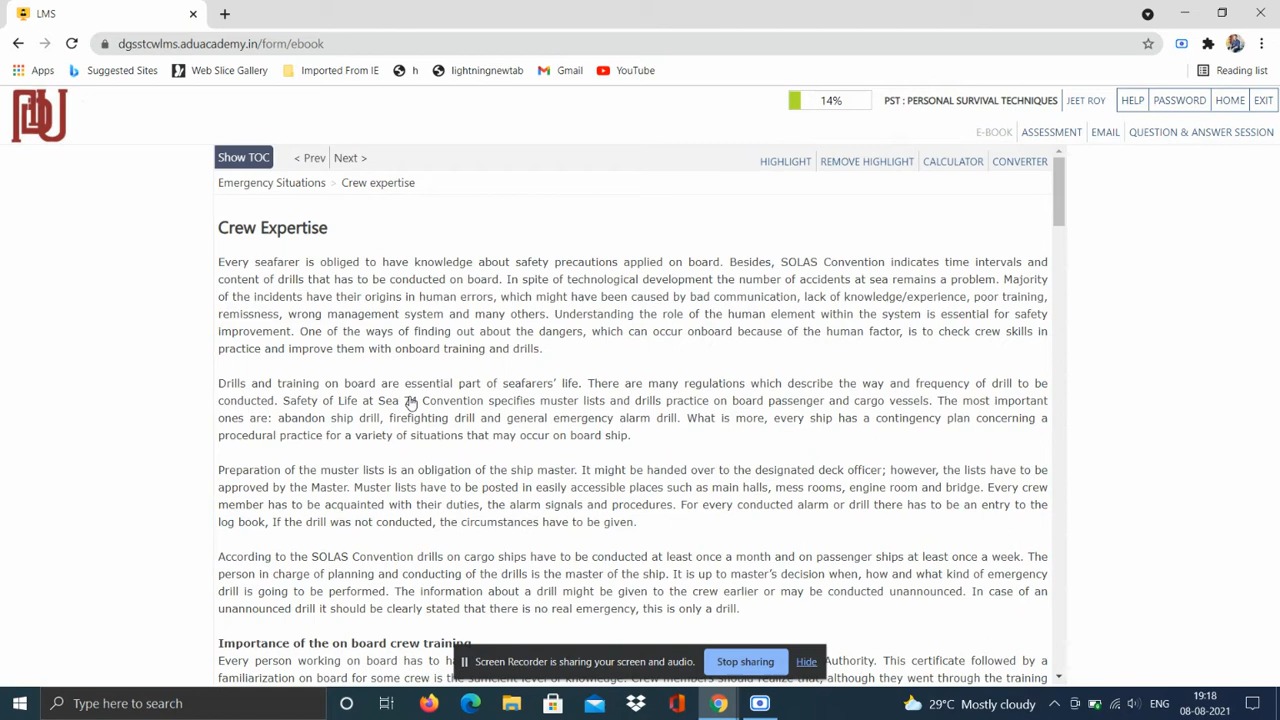 LMS
dgsstcwlms.aduacademy.in/form/ebook
Apps Suggested Sites Web Slice Gallery Imported From IE h lightningnewtab Gmail YouTube Reading list
14% PST : PERSONAL SURVIVAL TECHNIQUES JEET ROY HELP PASSWORD HOME EXIT
E-BOOK ASSESSMENT EMAIL QUESTION & ANSWER SESSION
Show TOC < Prev Next > HIGHLIGHT REMOVE HIGHLIGHT CALCULATOR CONVERTER
Emergency Situations > Crew expertise
Crew Expertise
Every seafarer is obliged to have knowledge about safety precautions applied on board. Besides, SOLAS Convention indicates time intervals and
content of drills that has to be conducted on board. In spite of technological development the number of accidents at sea remains a problem. Majority
of the incidents have their origins in human errors, which might have been caused by bad communication, lack of knowledge/experience, poor training,
remissness, wrong management system and many others. Understanding the role of the human element within the system is essential for safety
improvement. One of the ways of finding out about the dangers, which can occur onboard because of the human factor, is to check crew skills in
practice and improve them with onboard training and drills.
Drills and training on board are essential part of seafarers' life. There are many regulations which describe the way and frequency of drill to be
conducted. Safety of Life at Sea Convention specifies muster lists and drills practice on board passenger and cargo vessels. The most important
ones are: abandon ship drill, firefighting drill and general emergency alarm drill. What is more, every ship has a contingency plan concerning a
procedural practice for a variety of situations that may occur on board ship.
Preparation of the muster lists is an obligation of the ship master. It might be handed over to the designated deck officer; however, the lists have to be
approved by the Master. Muster lists have to be posted in easily accessible places such as main halls, mess rooms, engine room and bridge. Every crew
member has to be acquainted with their duties, the alarm signals and procedures. For every conducted alarm or drill there has to be an entry to the
log book, If the drill was not conducted, the circumstances have to be given.
According to the SOLAS Convention drills on cargo ships have to be conducted at least once a month and on passenger ships at least once a week. The
person in charge of planning and conducting of the drills is the master of the ship. It is up to master's decision when, how and what kind of emergency
drill is going to be performed. The information about a drill might be given to the crew earlier or may be conducted unannounced. In case of an
unannounced drill it should be clearly stated that there is no real emergency, this is only a drill.
Importance of the on board crew training
Every person working on board has to Authority. This certificate followed by a
familiarization on board for some crew is the sufficient level of knowledge. Crew members should realize that, although they went through the training
Screen Recorder is sharing your screen and audio. Stop sharing Hide
Type here to search 29°C Mostly cloudy ENG 19:18
08-08-2021